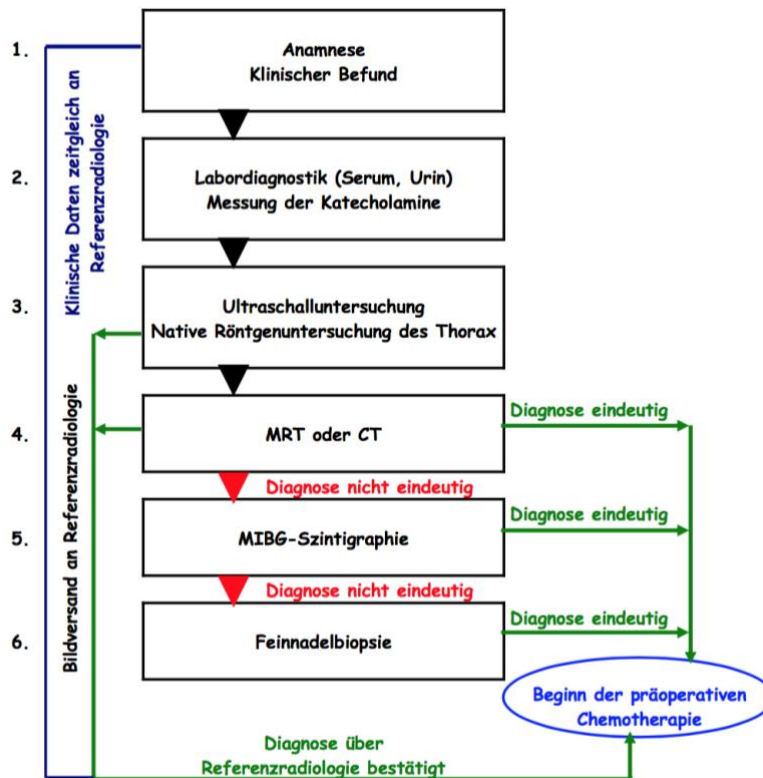 1.
Anamnese
Klinischer Befund
2.
Labordiagnostik (Serum, Urin)
Messung der Katecholamine
3.
Ultraschalluntersuchung
Native Röntgenuntersuchung des Thorax
4.
MRT oder CT
Diagnose eindeutig
Diagnose nicht eindeutig
5.
MIBG-Szintigraphie
Diagnose eindeutig
Diagnose nicht eindeutig
6.
Feinnadelbiopsie
Diagnose eindeutig
Beginn der präoperativen
Chemotherapie
Diagnose über
Referenzradiologie bestätigt
Klinische Daten zeitgleich an
Referenzradiologie
Bildversand an Referenzradiologie